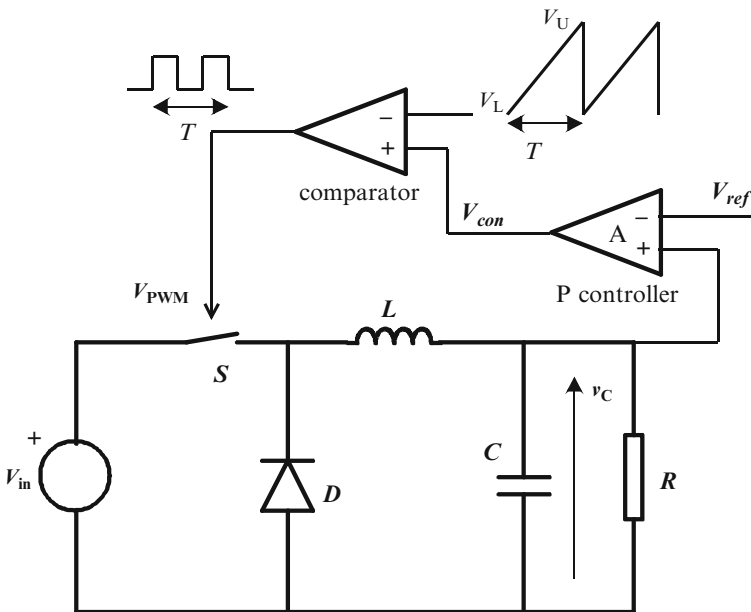 V_U
V_L
T
−
T
+
comparator
V_ref
V_con
A
−
+
V_PWM
P controller
L
S
v_C
+
C
V_in
D
R